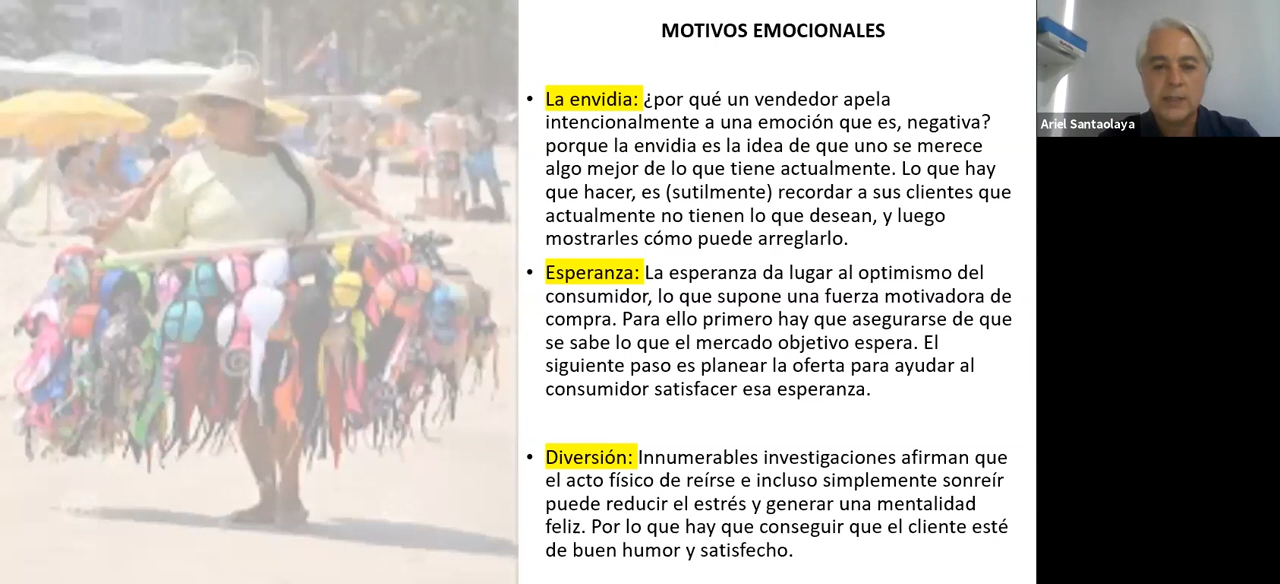 MOTIVOS EMOCIONALES
• La envidia: ¿por qué un vendedor apela
intencionalmente a una emoción que es, negativa?
porque la envidia es la idea de que uno se merece
algo mejor de lo que tiene actualmente. Lo que hay
que hacer, es (sutilmente) recordar a sus clientes que
actualmente no tienen lo que desean, y luego
mostrarles cómo puede arreglarlo.
• Esperanza: La esperanza da lugar al optimismo del
consumidor, lo que supone una fuerza motivadora de
compra. Para ello primero hay que asegurarse de que
se sabe lo que el mercado objetivo espera. El
siguiente paso es planear la oferta para ayudar al
consumidor satisfacer esa esperanza.
• Diversión: Innumerables investigaciones afirman que
el acto físico de reírse e incluso simplemente sonreír
puede reducir el estrés y generar una mentalidad
feliz. Por lo que hay que conseguir que el cliente esté
de buen humor y satisfecho.
Ariel Santaolaya